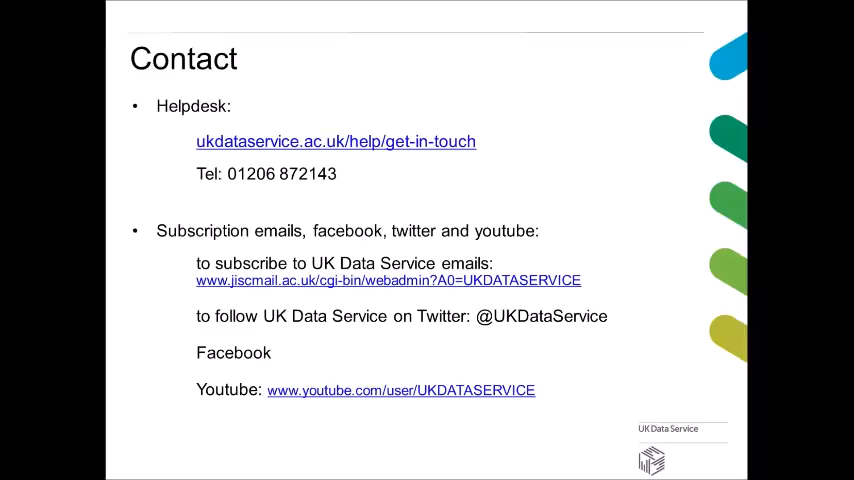 Contact
• Helpdesk:
ukdataservice.ac.uk/help/get-in-touch
Tel: 01206 872143
• Subscription emails, facebook, twitter and youtube:
to subscribe to UK Data Service emails:
www.jiscmail.ac.uk/cgi-bin/webadmin?A0=UKDATASERVICE
to follow UK Data Service on Twitter: @UKDataService
Facebook
Youtube: www.youtube.com/user/UKDATASERVICE
UK Data Service